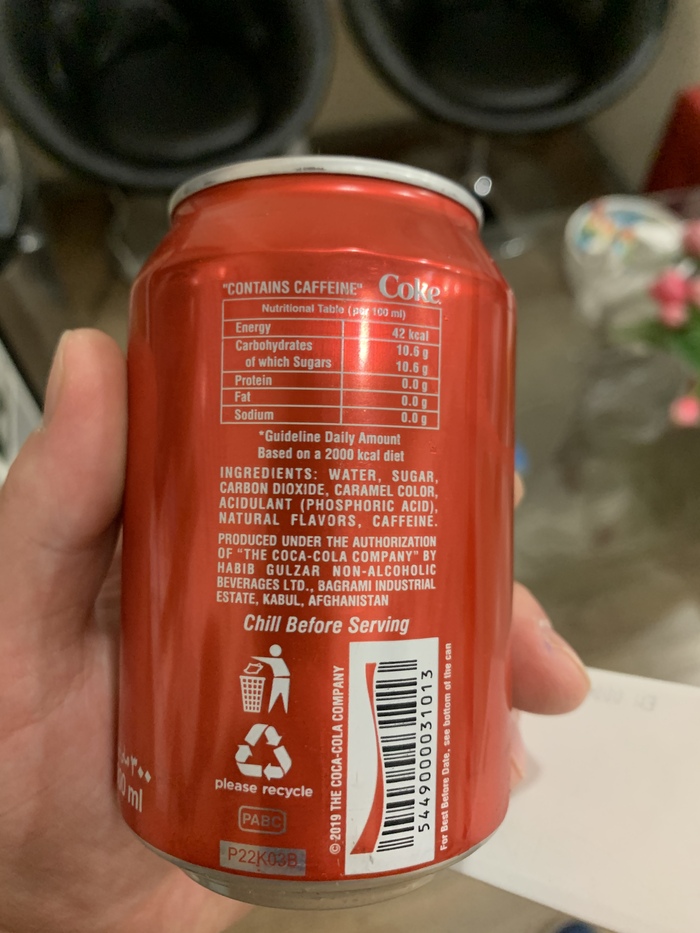 "CONTAINS CAFFEINE" Coke
Nutritional Table (per 100 ml)
Energy 42 kcal
Carbohydrates 10.6 g
of which Sugars 10.6 g
Protein 0.0 g
Fat 0.0 g
Sodium 0.0 g
*Guideline Daily Amount
Based on a 2000 kcal diet
INGREDIENTS: WATER, SUGAR,
CARBON DIOXIDE, CARAMEL COLOR,
ACIDULANT (PHOSPHORIC ACID),
NATURAL FLAVORS, CAFFEINE.
PRODUCED UNDER THE AUTHORIZATION
OF "THE COCA-COLA COMPANY" BY
HABIB GULZAR NON-ALCOHOLIC
BEVERAGES LTD., BAGRAMI INDUSTRIAL
ESTATE, KABUL, AFGHANISTAN
Chill Before Serving
please recycle
PABC
P22K03B
© 2019 THE COCA-COLA COMPANY
5449000031013
For Best Before Date, see bottom of the can
۳۰۰
ml